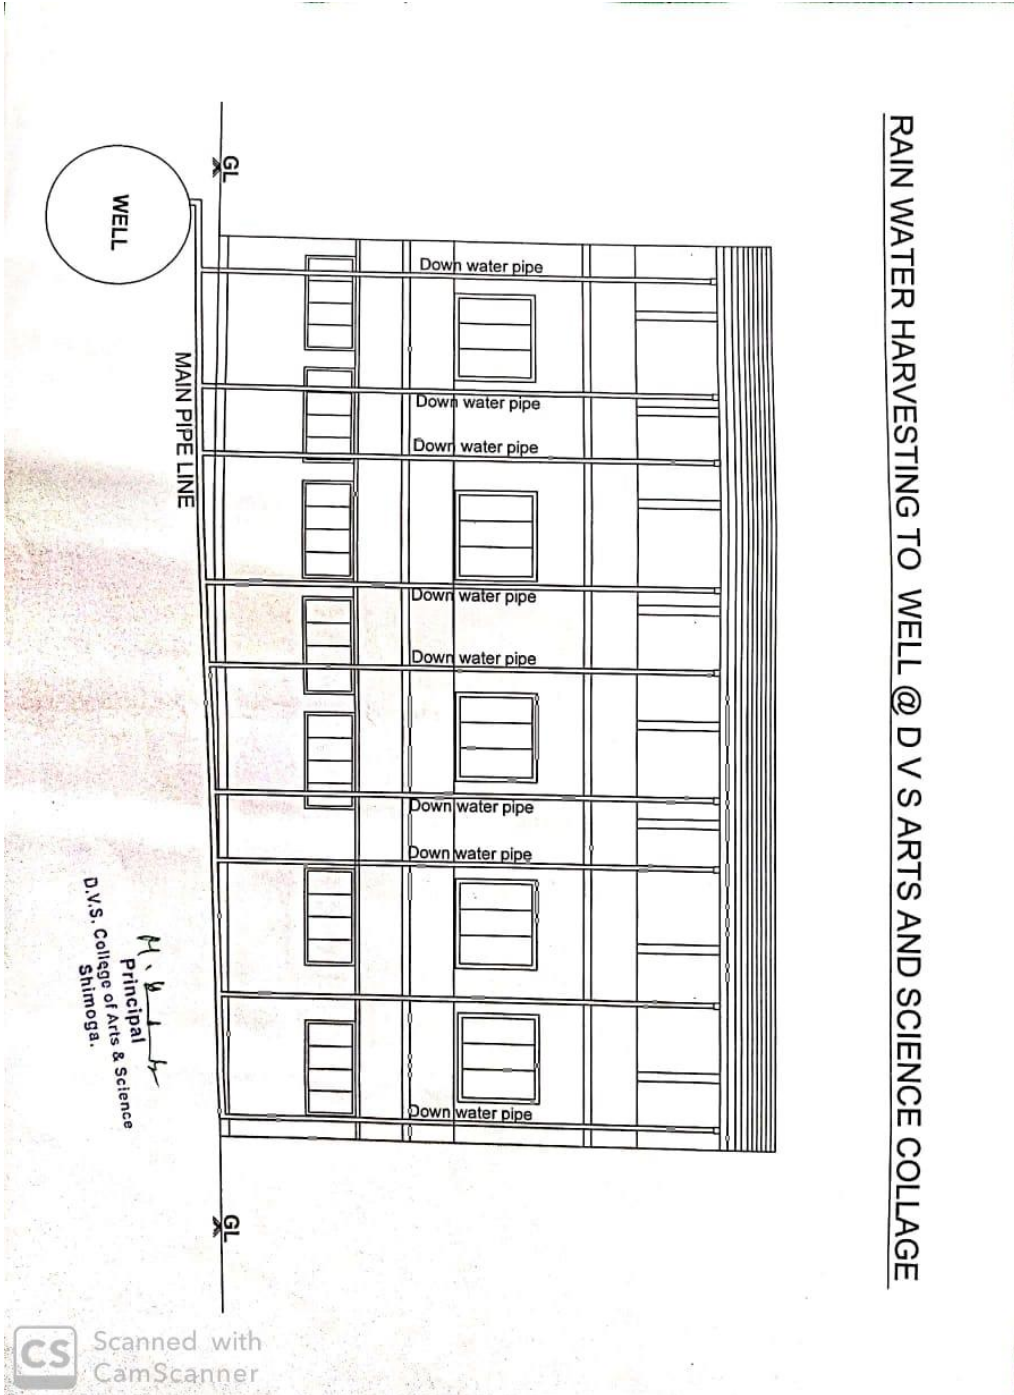 RAIN WATER HARVESTING TO WELL @ D V S ARTS AND SCIENCE COLLAGE
Down water pipe
Down water pipe
Down water pipe
Down water pipe
Down water pipe
Down water pipe
Down water pipe
Down water pipe
GL
GL
WELL
MAIN PIPE LINE
Principal
D.V.S. College of Arts & Science
Shimoga.
CS
Scanned with
CamScanner